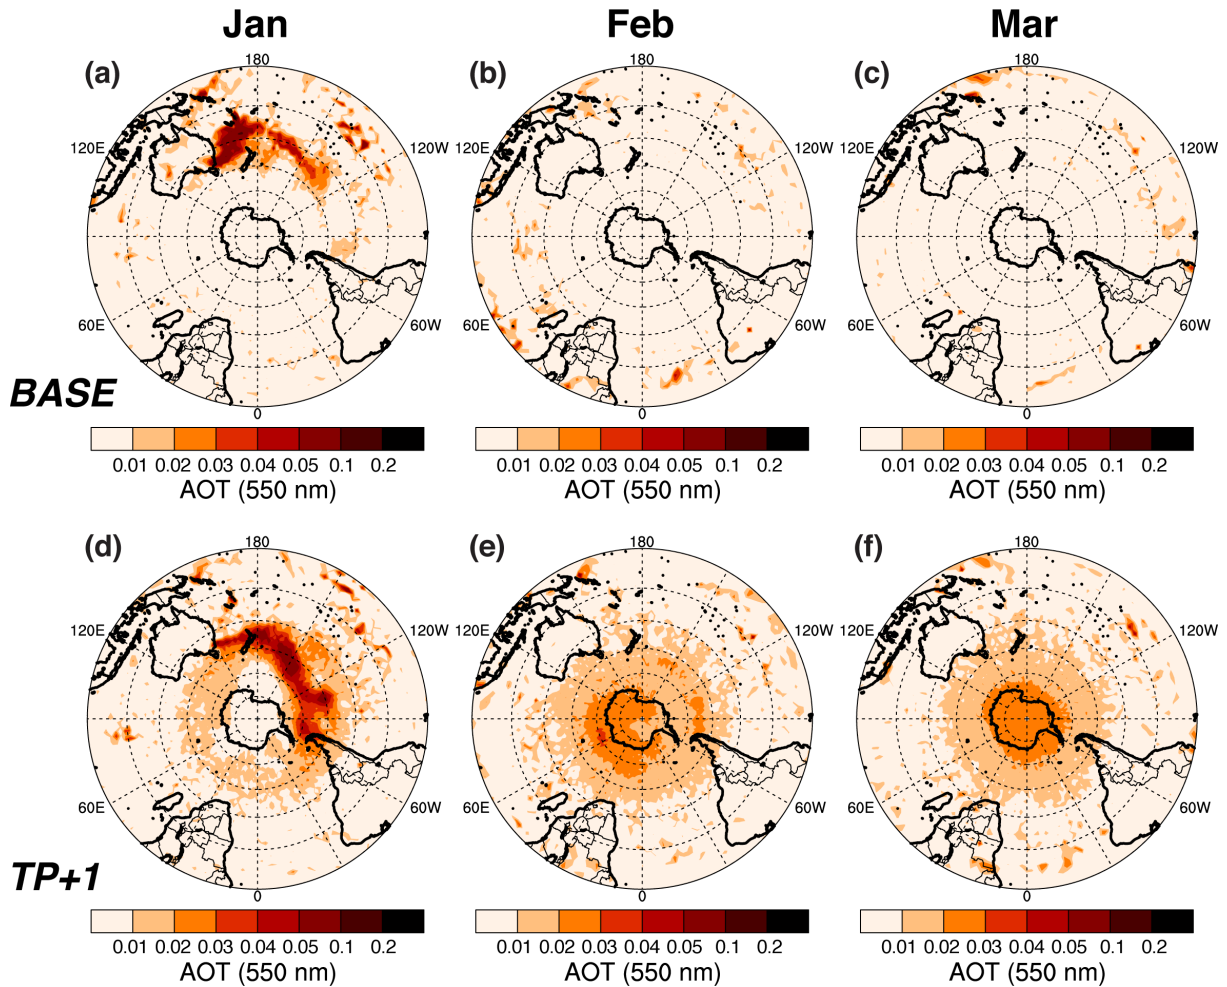 Jan Feb Mar
(a) 180 (b) 180 (c) 180
120E 120W 120E 120W 120E 120W
60E 60W 60E 60W 60E 60W
BASE
0 0 0
0.01 0.02 0.03 0.04 0.05 0.1 0.2 0.01 0.02 0.03 0.04 0.05 0.1 0.2 0.01 0.02 0.03 0.04 0.05 0.1 0.2
AOT (550 nm) AOT (550 nm) AOT (550 nm)
(d) 180 (e) 180 (f) 180
120E 120W 120E 120W 120E 120W
60E 60W 60E 60W 60E 60W
TP+1
0 0 0
0.01 0.02 0.03 0.04 0.05 0.1 0.2 0.01 0.02 0.03 0.04 0.05 0.1 0.2 0.01 0.02 0.03 0.04 0.05 0.1 0.2
AOT (550 nm) AOT (550 nm) AOT (550 nm)